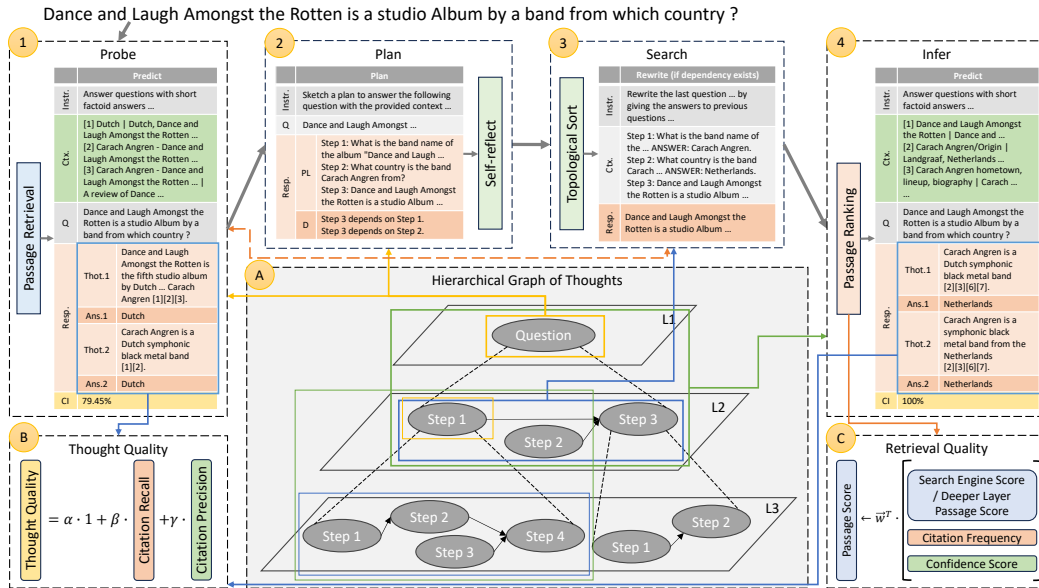 Dance and Laugh Amongst the Rotten is a studio Album by a band from which country ?
1
Probe
Passage Retrieval
Predict
Instr.
Answer questions with short
factoid answers ...
Ctx.
[1] Dutch | Dutch, Dance and
Laugh Amongst the Rotten ...
[2] Carach Angren - Dance and
Laugh Amongst the Rotten ...
[3] Carach Angren - Dance and
Laugh Amongst the Rotten ... |
A review of Dance ...
Q
Dance and Laugh Amongst the
Rotten is a studio Album by a
band from which country ?
Resp.
Thot.1
Dance and Laugh
Amongst the Rotten is
the fifth studio album
by Dutch ... Carach
Angren [1][2][3].
Ans.1
Dutch
Thot.2
Carach Angren is a
Dutch symphonic
black metal band
[1][2].
Ans.2
Dutch
CI
79.45%
2
Plan
Plan
Instr.
Sketch a plan to answer the following
question with the provided context ...
Q
Dance and Laugh Amongst ...
Resp.
PL
Step 1: What is the band name of
the album "Dance and Laugh ...
Step 2: What country is the band
Carach Angren from?
Step 3: Dance and Laugh Amongst
the Rotten is a studio Album ...
D
Step 3 depends on Step 1.
Step 3 depends on Step 2.
Self-reflect
3
Search
Topological Sort
Rewrite (if dependency exists)
Instr.
Rewrite the last question ... by
giving the answers to previous
questions ...
Ctx.
Step 1: What is the band name of
the ... ANSWER: Carach Angren.
Step 2: What country is the band
Carach ... ANSWER: Netherlands.
Step 3: Dance and Laugh Amongst
the Rotten is a studio Album ...
Resp.
Dance and Laugh Amongst the
Rotten is a studio Album ...
4
Infer
Passage Ranking
Predict
Instr.
Answer questions with short
factoid answers ...
Ctx.
[1] Dance and Laugh Amongst
the Rotten | Dance and ...
[2] Carach Angren/Origin |
Landgraf, Netherlands ...
[3] Carach Angren hometown,
lineup, biography | Carach ...
...
Q
Dance and Laugh Amongst the
Rotten is a studio Album by a
band from which country ?
Resp.
Thot.1
Carach Angren is a
Dutch symphonic
black metal band
[2][3][6][7].
Ans.1
Netherlands
Thot.2
Carach Angren is a
symphonic black
metal band from the
Netherlands
[2][3][6][7].
Ans.2
Netherlands
CI
100%
A
Hierarchical Graph of Thoughts
L1
Question
L2
Step 1
Step 2
Step 3
L3
Step 1
Step 2
Step 3
Step 4
Step 1
Step 2
B
Thought Quality
Thought Quality
= α · 1 + β ·
Citation Recall
+γ ·
Citation Precision
C
Retrieval Quality
Passage Score
← w⃗ᵀ ·
Search Engine Score
/ Deeper Layer
Passage Score
Citation Frequency
Confidence Score